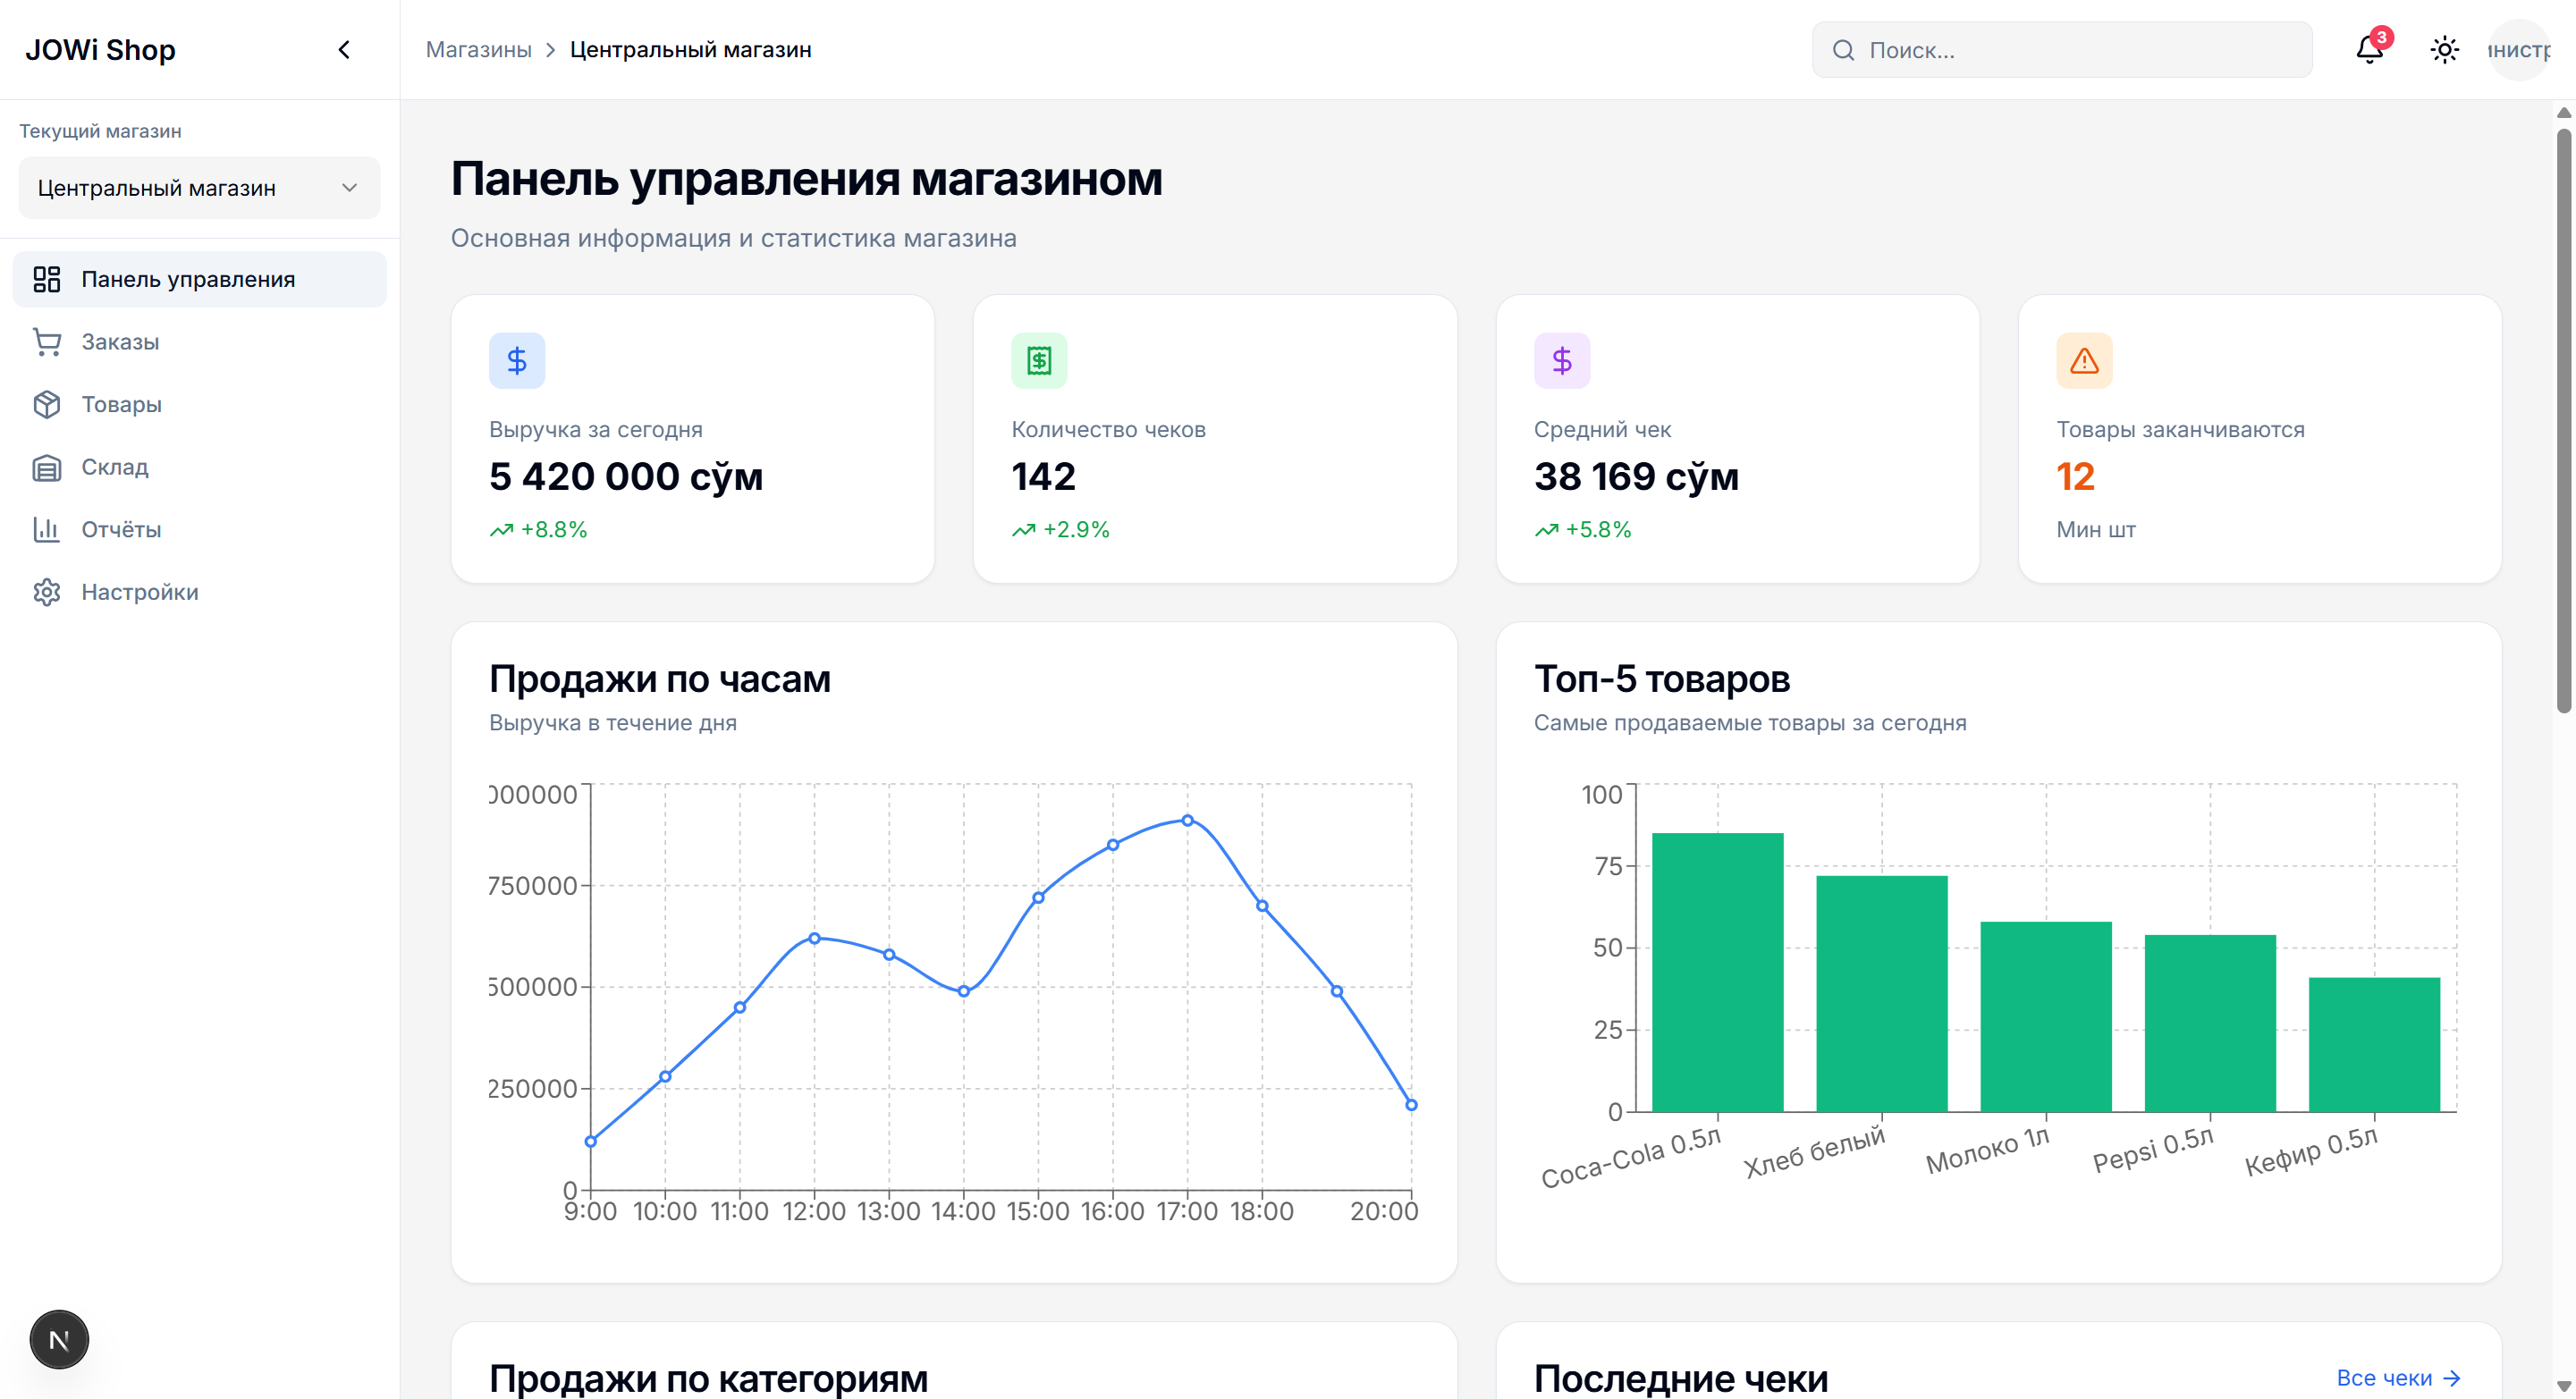 JOWi Shop
Магазины > Центральный магазин
Поиск...
3
Текущий магазин
Центральный магазин
Панель управления
Заказы
Товары
Склад
Отчёты
Настройки
N
Панель управления магазином
Основная информация и статистика магазина
Выручка за сегодня
5 420 000 сўм
+8.8%
Количество чеков
142
+2.9%
Средний чек
38 169 сўм
+5.8%
Товары заканчиваются
12
Мин шт
Продажи по часам
Выручка в течение дня
750000
500000
250000
0
9:00 10:00 11:00 12:00 13:00 14:00 15:00 16:00 17:00 18:00 20:00
Топ-5 товаров
Самые продаваемые товары за сегодня
100
75
50
25
0
Coca-Cola 0.5л
Хлеб белый
Молоко 1л
Pepsi 0.5л
Кефир 0.5л
Продажи по категориям
Последние чеки
Все чеки →